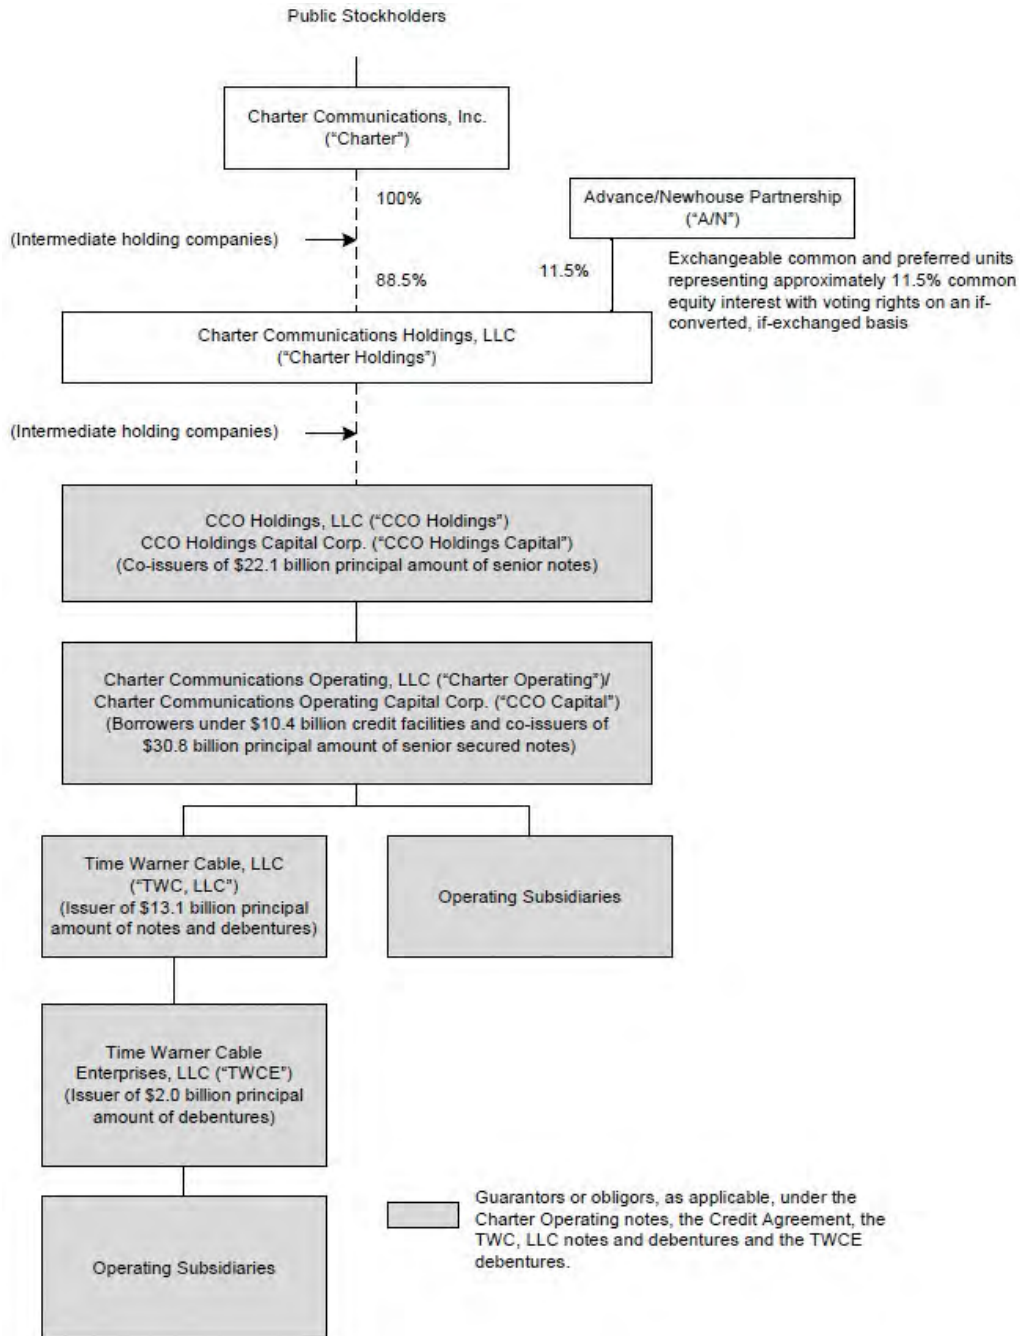 Public Stockholders
Charter Communications, Inc.
("Charter")
100%
Advance/Newhouse Partnership
("A/N")
(Intermediate holding companies)
88.5%
11.5%
Exchangeable common and preferred units
representing approximately 11.5% common
equity interest with voting rights on an if-
converted, if-exchanged basis
Charter Communications Holdings, LLC
("Charter Holdings")
(Intermediate holding companies)
CCO Holdings, LLC ("CCO Holdings")
CCO Holdings Capital Corp. ("CCO Holdings Capital")
(Co-issuers of $22.1 billion principal amount of senior notes)
Charter Communications Operating, LLC ("Charter Operating")/
Charter Communications Operating Capital Corp. ("CCO Capital")
(Borrowers under $10.4 billion credit facilities and co-issuers of
$30.8 billion principal amount of senior secured notes)
Time Warner Cable, LLC
("TWC, LLC")
(Issuer of $13.1 billion principal
amount of notes and debentures)
Operating Subsidiaries
Time Warner Cable
Enterprises, LLC ("TWCE")
(Issuer of $2.0 billion principal
amount of debentures)
Operating Subsidiaries
Guarantors or obligors, as applicable, under the
Charter Operating notes, the Credit Agreement, the
TWC, LLC notes and debentures and the TWCE
debentures.